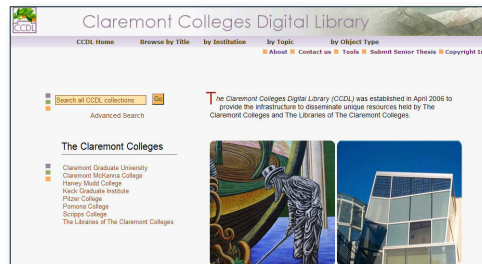 CCDL
Claremont Colleges Digital Library
CCDL Home Browse by Title by Institution by Topic by Object Type
About Contact us Tools Submit Senior Thesis Copyright
Search all CCDL collections Go
Advanced Search
The Claremont Colleges Digital Library (CCDL) was established in April 2006 to
provide the infrastructure to disseminate unique resources held by The
Claremont Colleges and The Libraries of The Claremont Colleges.
The Claremont Colleges
Claremont Graduate University
Claremont McKenna College
Harvey Mudd College
Keck Graduate Institute
Pitzer College
Pomona College
Scripps College
The Libraries of The Claremont Colleges